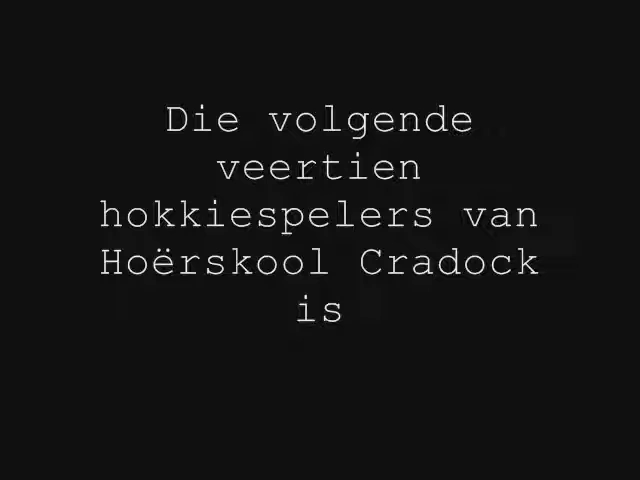 Die volgende
veertien
hokkiespelers van
Hoërskool Cradock
is